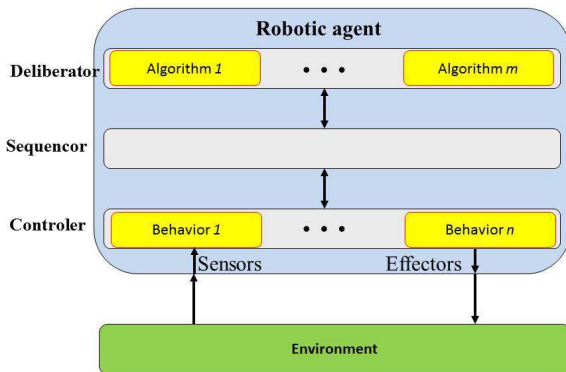 Robotic agent
Deliberator
Algorithm 1
• • •
Algorithm m
Sequencor
Controler
Behavior 1
• • •
Behavior n
Sensors
Effectors
Environment